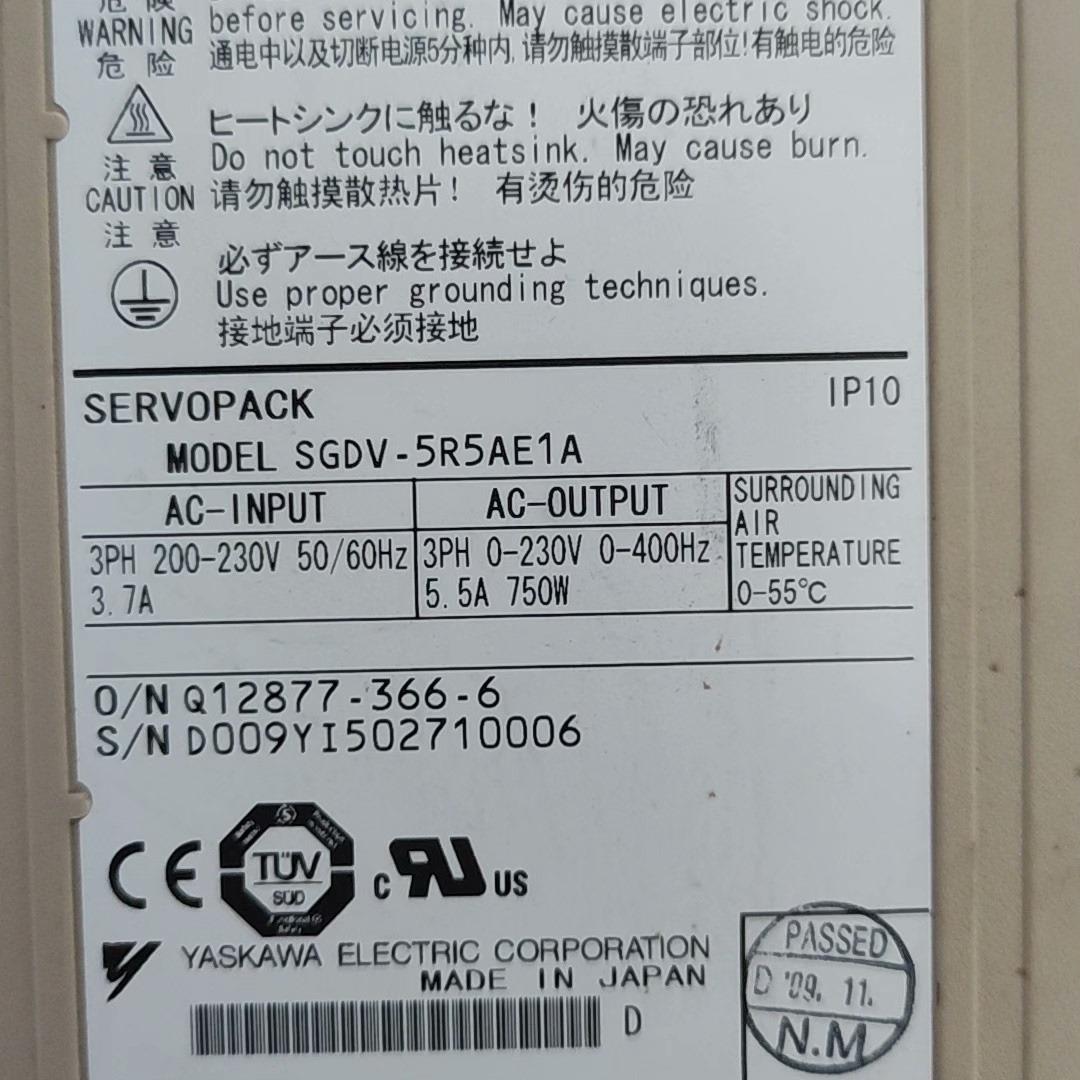 危 険
WARNING
危 险
before servicing. May cause electric shock.
通电中以及切断电源5分种内,请勿触摸散端子部位!有触电的危险
注 意
CAUTION
注 意
ヒートシンクに触るな! 火傷の恐れあり
Do not touch heatsink. May cause burn.
请勿触摸散热片! 有烫伤的危险
必ずアース線を接続せよ
Use proper grounding techniques.
接地端子必须接地
SERVOPACK
IP10
MODEL SGDV-5R5AE1A
AC-INPUT
3PH 200-230V 50/60Hz
3.7A
AC-OUTPUT
3PH 0-230V 0-400Hz
5.5A 750W
SURROUNDING
AIR
TEMPERATURE
0-55℃
O/N Q12877-366-6
S/N D009YI502710006
CE
TÜV
SÜD
c RU US
YASKAWA ELECTRIC CORPORATION
MADE IN JAPAN
D
PASSED
D '09. 11.
N.M